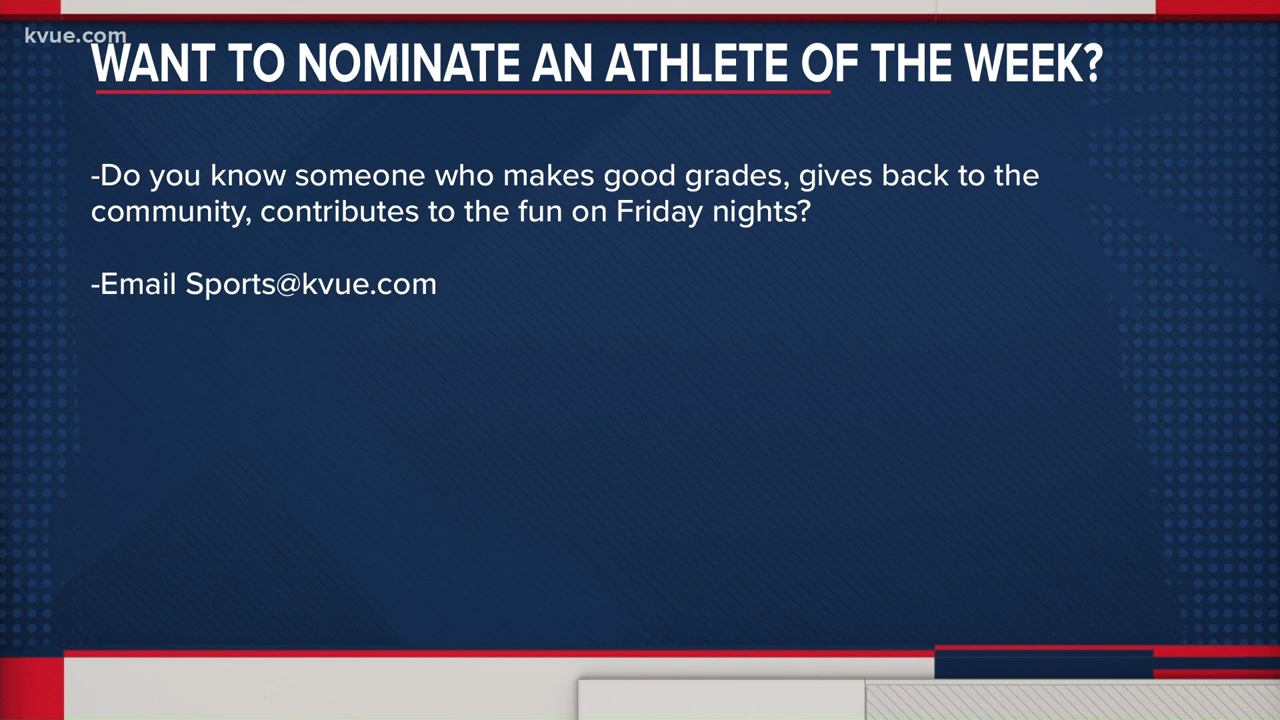 kvue.com
WANT TO NOMINATE AN ATHLETE OF THE WEEK?
-Do you know someone who makes good grades, gives back to the
community, contributes to the fun on Friday nights?
-Email Sports@kvue.com